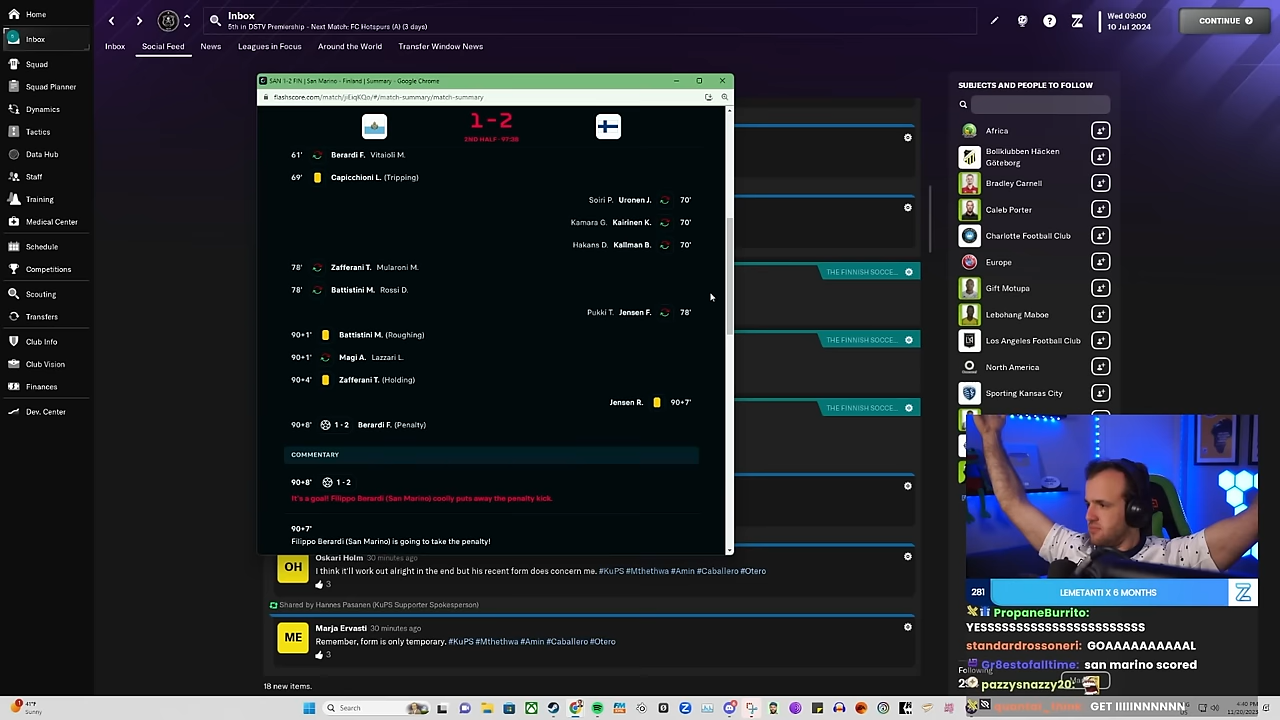 Home
Inbox
Squad
Squad Planner
Dynamics
Tactics
Data Hub
Staff
Training
Medical Center
Schedule
Competitions
Scouting
Transfers
Club Info
Club Vision
Finances
Dev. Center
Inbox
5th in DSTV Premiership - Next Match: FC Hotspurs (A) (3 days)
Wed 09:00
10 Jul 2024
CONTINUE
Inbox
Social Feed
News
Leagues in Focus
Around the World
Transfer Window News
SAN 1-2 FIN | San Marino - Finland | Summary - Google Chrome
1-2
2ND HALF - 97:38
61' Berardi F. Vitaioli M.
69' Capicchioni L. (Tripping)
Soiri P. Uronen J. 70'
Kamara G. Kairinen K. 70'
Hakans D. Kallman B. 70'
78' Zafferani T. Mularoni M.
78' Battistini M. Rossi D.
Pukki T. Jensen F. 78'
90+1' Battistini M. (Roughing)
90+1' Magi A. Lazzari L.
90+4' Zafferani T. (Holding)
Jensen R. 90+7'
90+8' 1 - 2 Berardi F. (Penalty)
COMMENTARY
90+8' 1 - 2
It's a goal! Filippo Berardi (San Marino) coolly puts away the penalty kick.
90+7'
Filippo Berardi (San Marino) is going to take the penalty!
THE FINNISH SOCCE...
THE FINNISH SOCCE...
THE FINNISH SOCCE...
OH
Oskari Holm 30 minutes ago
I think it'll work out alright in the end but his recent form does concern me. #KuPS #Mthethwa #Amin #Caballero #Otero
3
Shared by Hannes Pasanen (KuPS Supporter Spokesperson)
ME
Marja Ervasti 30 minutes ago
Remember, form is only temporary. #KuPS #Mthethwa #Amin #Caballero #Otero
3
18 new items.
SUBJECTS AND PEOPLE TO FOLLOW
Africa
Bollklubben Häcken
Göteborg
Bradley Carnell
Caleb Porter
Charlotte Football Club
Europe
Gift Motupa
Lebohang Maboe
Los Angeles Football Club
North America
Sporting Kansas City
281
LEMETANTI X 6 MONTHS
PropaneBurrito:
YESSSSSSSSSSSSSSSSSSSSSS
standardrossoneri: GOAAAAAAAAAL
Gr8estofalltime: san marino scored
Following
pazzysnazzy20:
GET IIIIINNNNNN
41°F
Sunny
Search
4:40 PM